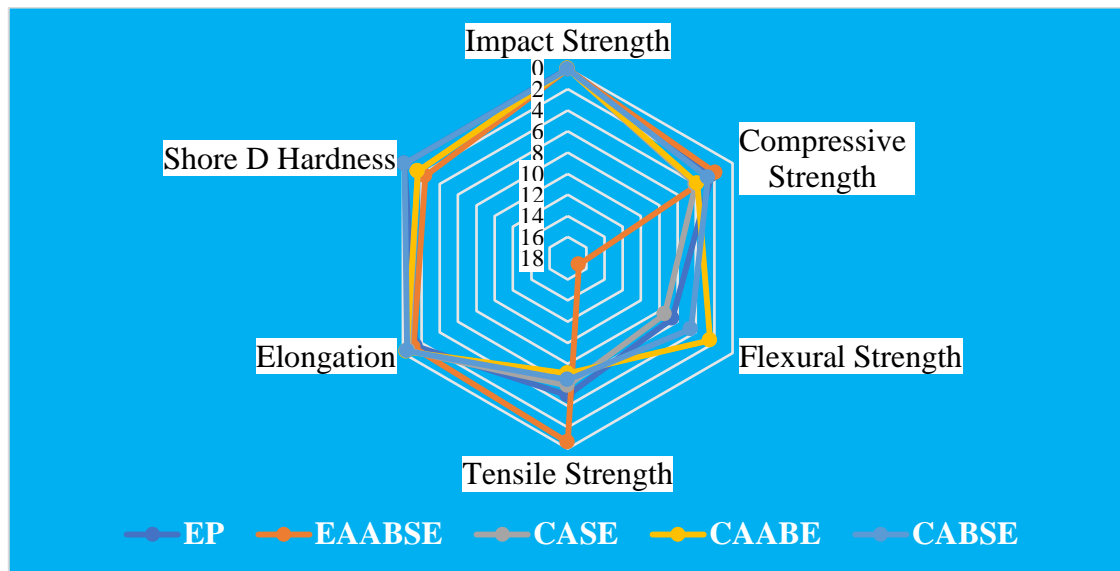 Impact Strength
0
2
4
6
8
10
12
14
16
18
Compressive
Strength
Shore D Hardness
Elongation
Flexural Strength
Tensile Strength
EP EAABSE CASE CAABE CABSE